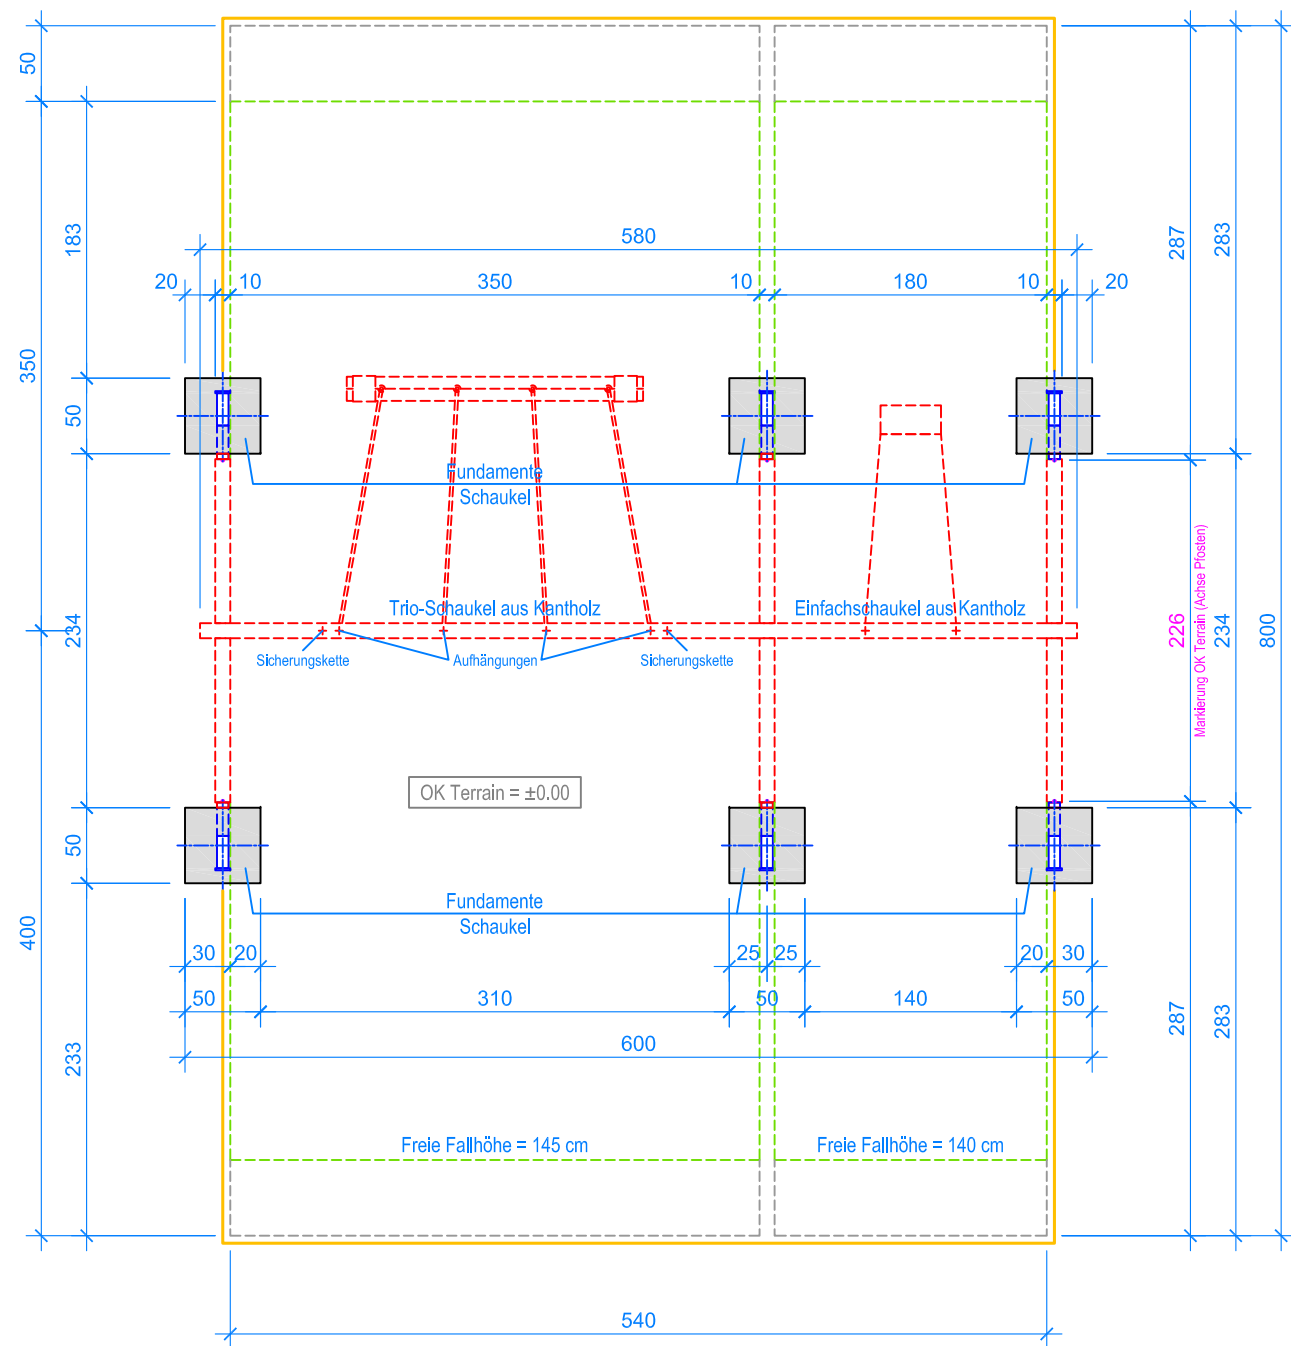 50
183
580
287
283
20
10
350
10
180
10
20
350
50
Fundamente
Schaukel
Trio-Schaukel aus Kantholz
Einfachschaukel aus Kantholz
234
226
Markierung OK Terrain (Achse Pfosten)
234
800
Sicherungskette
Aufhängungen
Sicherungskette
OK Terrain = ±0.00
50
Fundamente
Schaukel
400
30
20
25
25
20
30
50
310
50
140
50
287
283
233
600
Freie Fallhöhe = 145 cm
Freie Fallhöhe = 140 cm
540